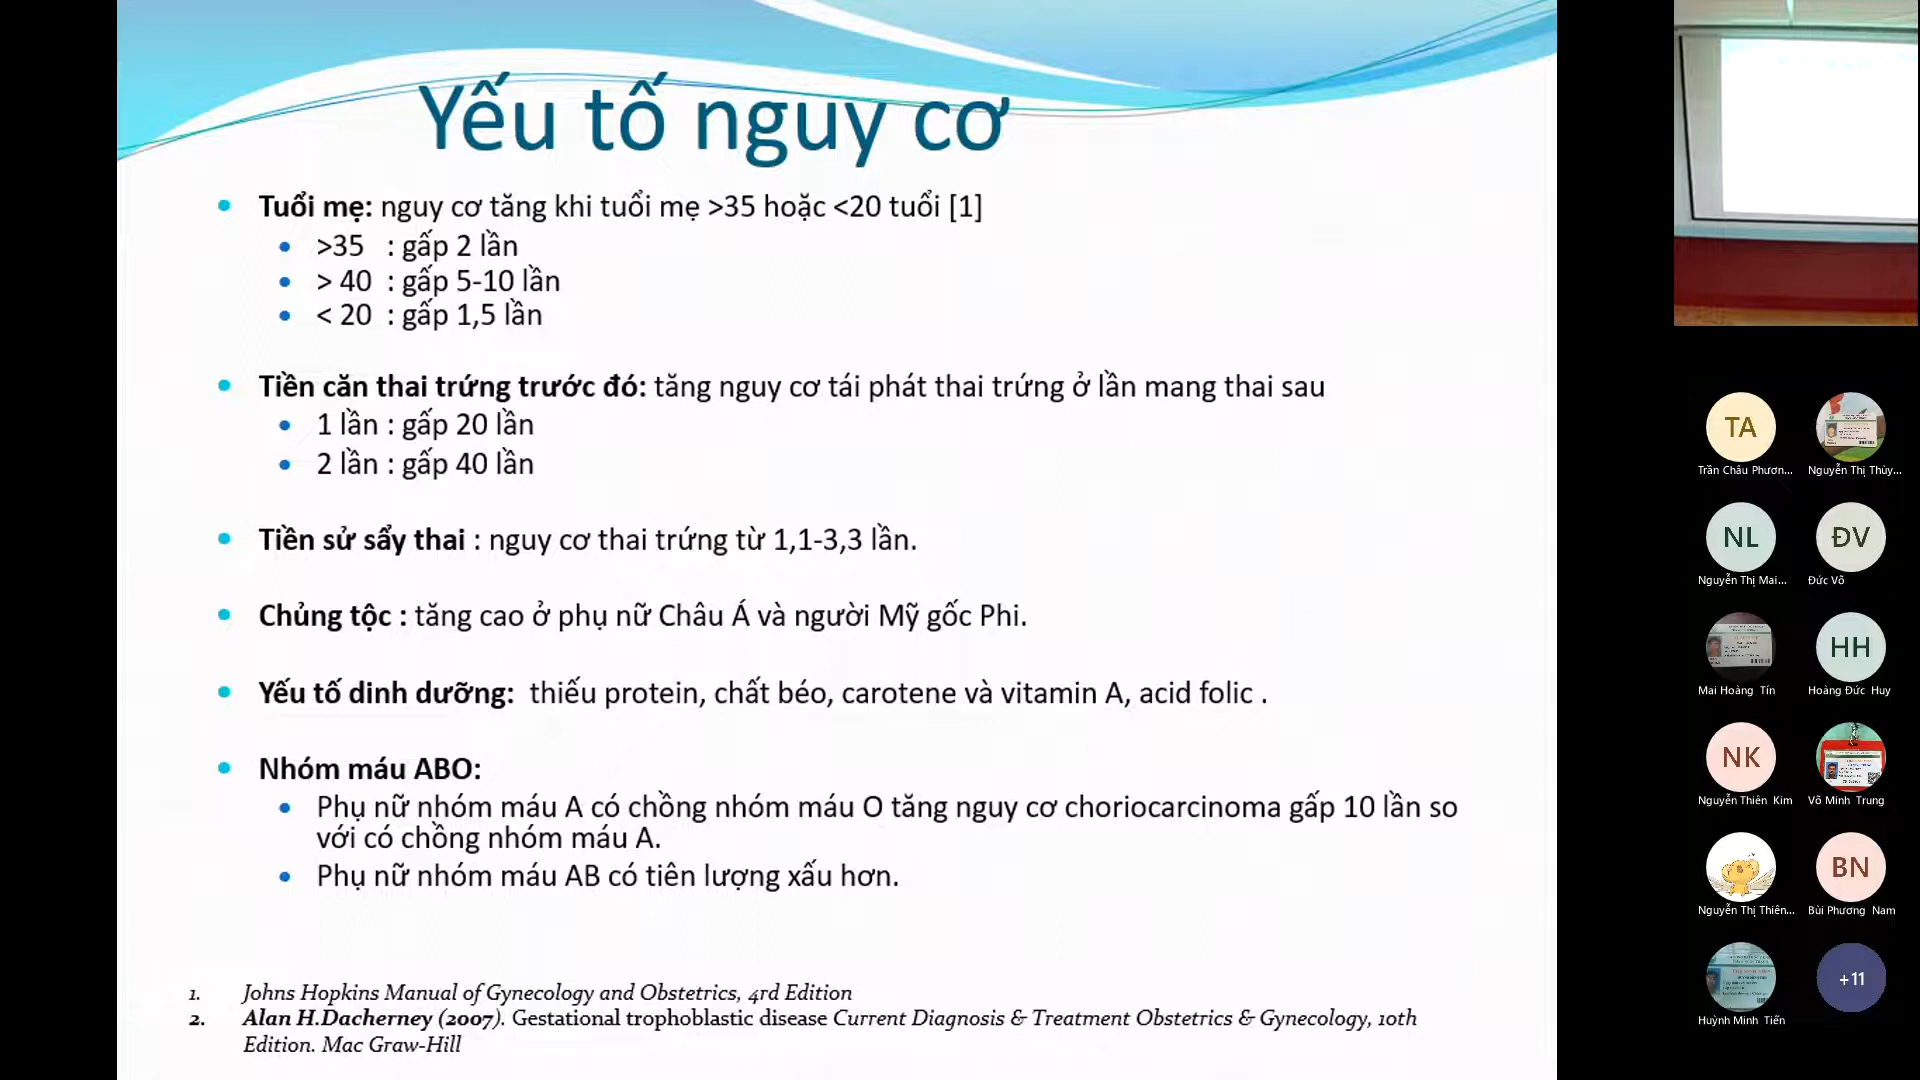 Yếu tố nguy cơ
• Tuổi mẹ: nguy cơ tăng khi tuổi mẹ >35 hoặc <20 tuổi [1]
• >35 : gấp 2 lần
• > 40 : gấp 5-10 lần
• < 20 : gấp 1,5 lần
• Tiền căn thai trứng trước đó: tăng nguy cơ tái phát thai trứng ở lần mang thai sau
• 1 lần : gấp 20 lần
• 2 lần : gấp 40 lần
• Tiền sử sẩy thai : nguy cơ thai trứng từ 1,1-3,3 lần.
• Chủng tộc : tăng cao ở phụ nữ Châu Á và người Mỹ gốc Phi.
• Yếu tố dinh dưỡng: thiếu protein, chất béo, carotene và vitamin A, acid folic .
• Nhóm máu ABO:
• Phụ nữ nhóm máu A có chồng nhóm máu O tăng nguy cơ choriocarcinoma gấp 10 lần so
với có chồng nhóm máu A.
• Phụ nữ nhóm máu AB có tiên lượng xấu hơn.
1. Johns Hopkins Manual of Gynecology and Obstetrics, 4rd Edition
2. Alan H.Dacherney (2007). Gestational trophoblastic disease Current Diagnosis & Treatment Obstetrics & Gynecology, 10th
Edition. Mac Graw-Hill
TA
Trần Châu Phươn...
Nguyễn Thị Thùy...
NL
ĐV
Nguyễn Thị Mai...
Đức Võ
HH
Mai Hoàng Tín
Hoàng Đức Huy
NK
Nguyễn Thiên Kim
Võ Minh Trung
BN
Nguyễn Thị Thiên...
Bùi Phương Nam
+11
Huỳnh Minh Tiến